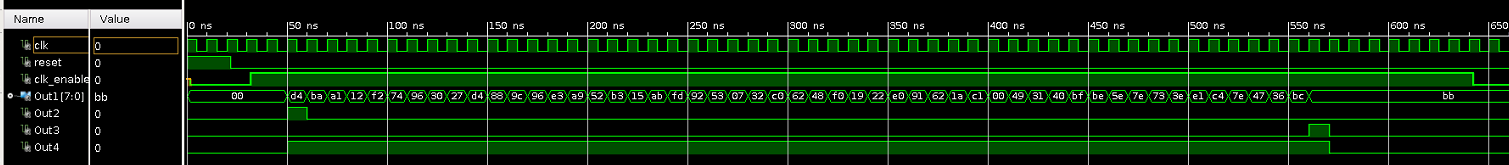 Name Value 0 ns 50 ns 100 ns 150 ns 200 ns 250 ns 300 ns 350 ns 400 ns 450 ns 500 ns 550 ns 600 ns 650
clk 0
reset 0
clk_enable 0
Out1[7:0] bb 00 d4 ba a1 12 f2 74 96 30 27 d4 88 9c 96 e3 a9 52 b3 15 ab fd 92 53 07 32 c0 62 48 f0 19 22 e0 91 62 1a c1 00 49 31 40 bf be 5e 7e 73 3e e1 c4 7e 47 36 bc bb
Out2 0
Out3 0
Out4 0